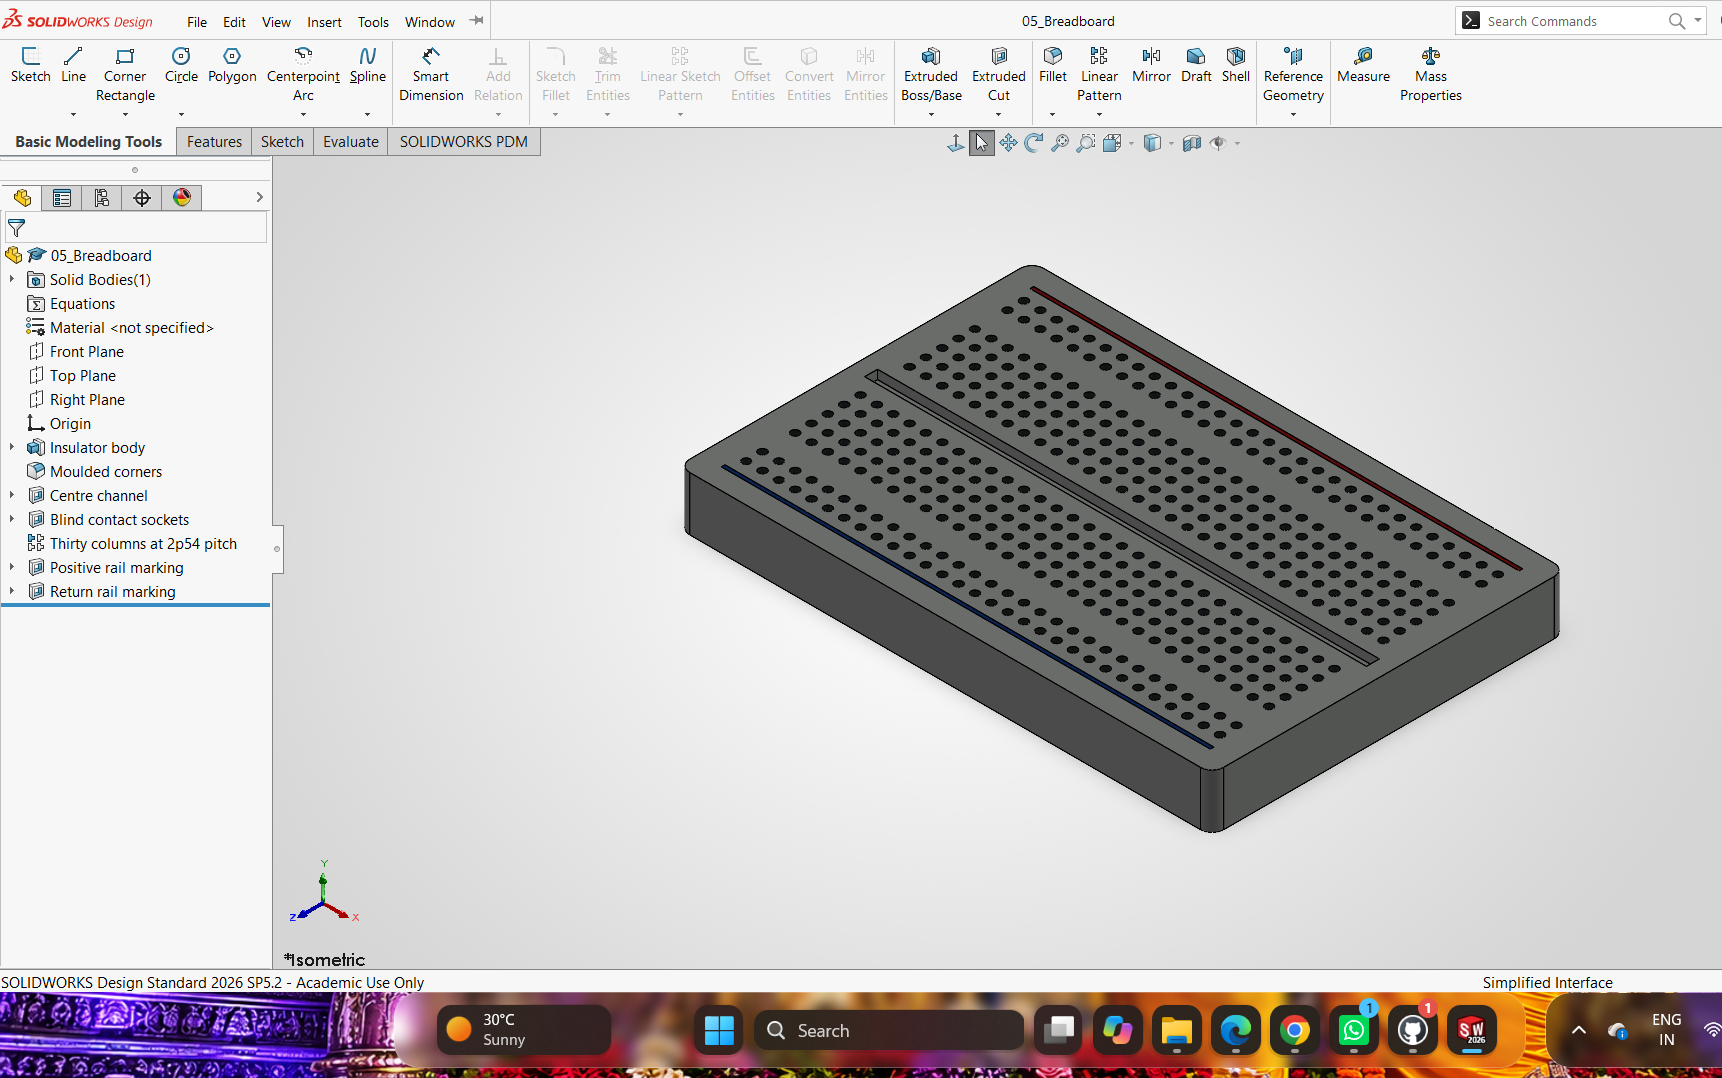 SOLIDWORKS Design
File Edit View Insert Tools Window
05_Breadboard
Search Commands
Sketch
Line
Corner Rectangle
Circle
Polygon
Centerpoint Arc
Spline
Smart Dimension
Add Relation
Sketch Fillet
Trim Entities
Linear Sketch Pattern
Offset Entities
Convert Entities
Mirror Entities
Extruded Boss/Base
Extruded Cut
Fillet
Linear Pattern
Mirror
Draft
Shell
Reference Geometry
Measure
Mass Properties
Basic Modeling Tools Features Sketch Evaluate SOLIDWORKS PDM
05_Breadboard
Solid Bodies(1)
Equations
Material <not specified>
Front Plane
Top Plane
Right Plane
Origin
Insulator body
Moulded corners
Centre channel
Blind contact sockets
Thirty columns at 2p54 pitch
Positive rail marking
Return rail marking
Y
Z
X
*Isometric
SOLIDWORKS Design Standard 2026 SP5.2 - Academic Use Only
Simplified Interface
30°C
Sunny
Search
1
1
SW
2026
ENG
IN